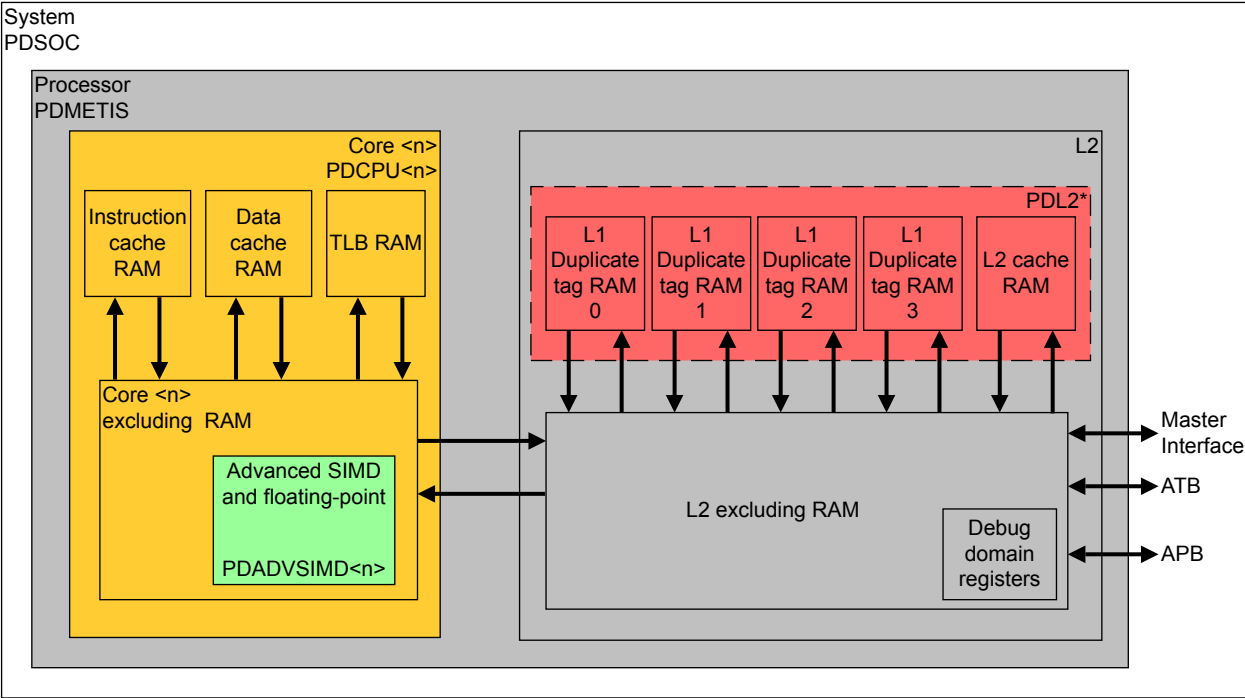 System
PDSOC
Processor
PDMETIS
Core <n>
PDCPU<n>
Instruction
cache
RAM
Data
cache
RAM
TLB RAM
Core <n>
excluding RAM
Advanced SIMD
and floating-point
PDADVSIMD<n>
L2
PDL2*
L1
Duplicate
tag RAM
0
L1
Duplicate
tag RAM
1
L1
Duplicate
tag RAM
2
L1
Duplicate
tag RAM
3
L2 cache
RAM
L2 excluding RAM
Debug
domain
registers
Master
Interface
ATB
APB